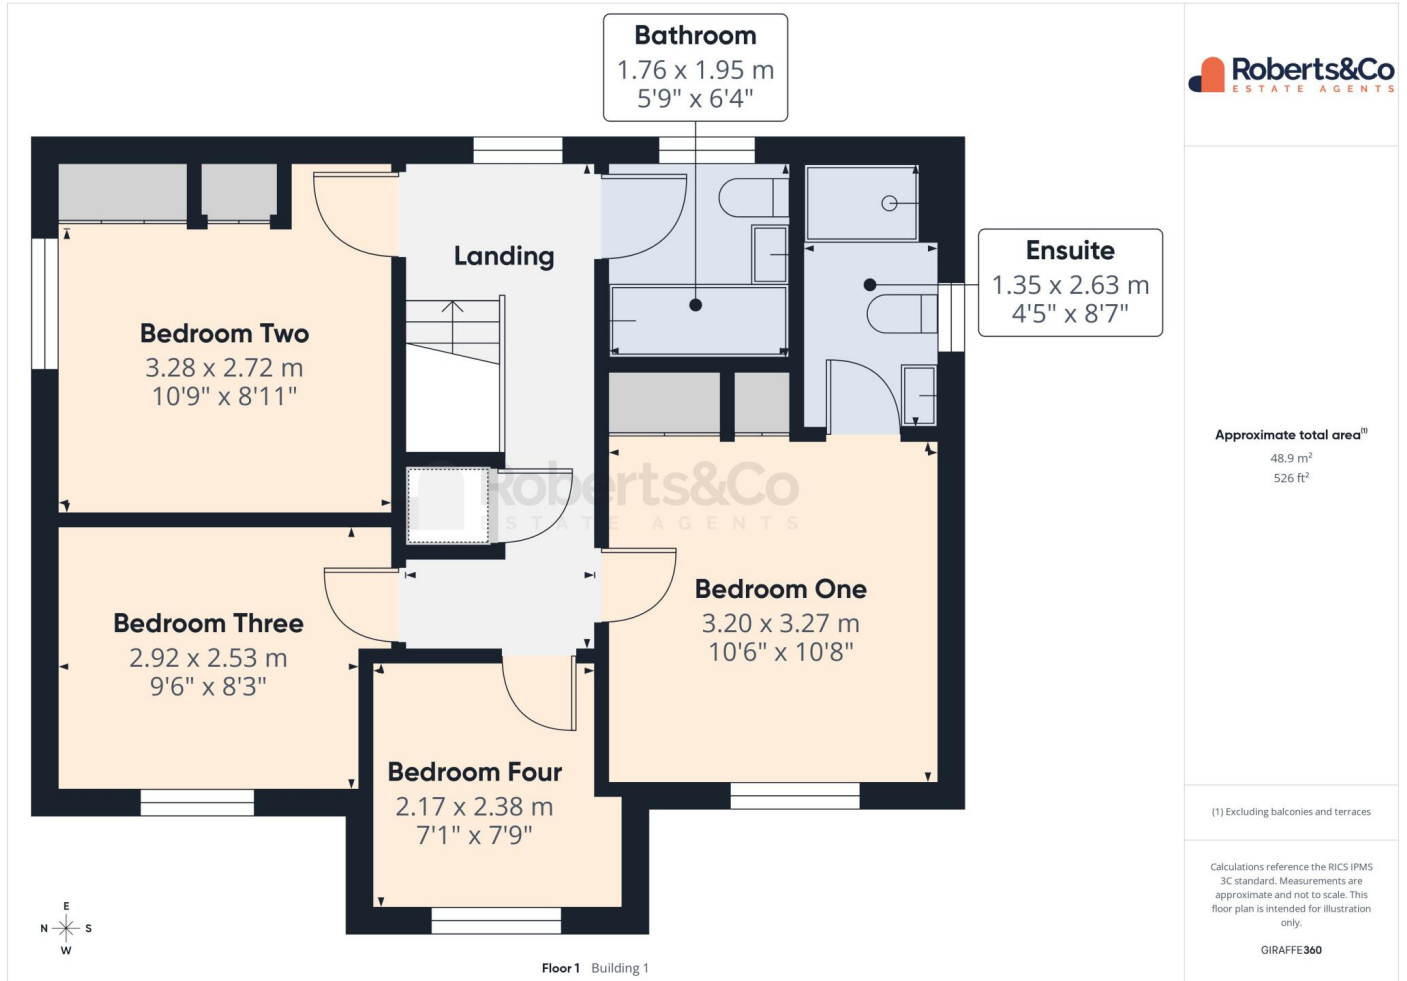 Bathroom
1.76 x 1.95 m
5'9" x 6'4"
Roberts&Co
ESTATE AGENTS
Landing
Ensuite
1.35 x 2.63 m
4'5" x 8'7"
Bedroom Two
3.28 x 2.72 m
10'9" x 8'11"
Approximate total area(1)
48.9 m²
526 ft²
Roberts&Co
ESTATE AGENTS
Bedroom One
3.20 x 3.27 m
10'6" x 10'8"
Bedroom Three
2.92 x 2.53 m
9'6" x 8'3"
Bedroom Four
2.17 x 2.38 m
7'1" x 7'9"
(1) Excluding balconies and terraces
Calculations reference the RICS IPMS
3C standard. Measurements are
approximate and not to scale. This
floor plan is intended for illustration
only.
GIRAFFE360
E
N S
W
Floor 1 Building 1